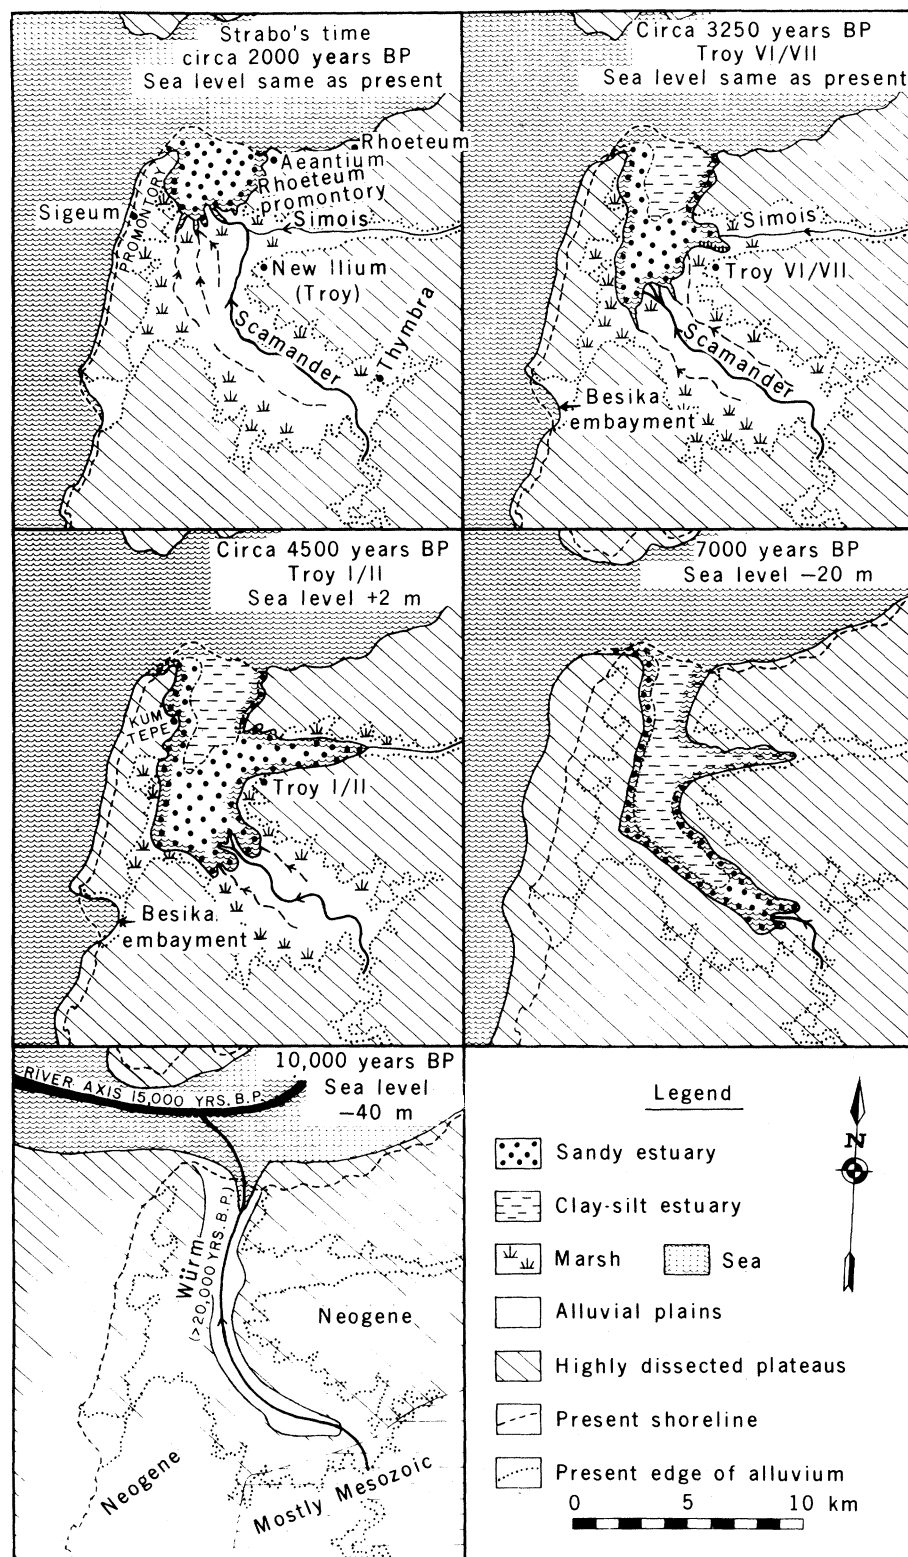 Strabo's time
circa 2000 years BP
Sea level same as present
Rhoeteum
Aeantium
Rhoeteum
promontory
Simois
Sigeum
PROMONTORY
New Ilium
(Troy)
Scamander
Thymbra
Circa 3250 years BP
Troy VI/VII
Sea level same as present
Simois
Troy VI/VII
Scamander
Besika
embayment
Circa 4500 years BP
Troy I/II
Sea level +2 m
KUM
TEPE
Troy I/II
Besika
embayment
7000 years BP
Sea level −20 m
10,000 years BP
Sea level
−40 m
RIVER AXIS 15,000 YRS. B.P.
Würm
(>20,000 YRS. B.P.)
Neogene
Neogene
Mostly Mesozoic
Legend
N
Sandy estuary
Clay-silt estuary
Marsh
Sea
Alluvial plains
Highly dissected plateaus
Present shoreline
Present edge of alluvium
0 5 10 km